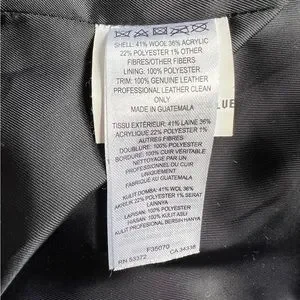 SHELL: 41% WOOL 36% ACRYLIC
22% POLYESTER 1% OTHER
FIBRES/OTHER FIBERS
LINING: 100% POLYESTER
TRIM: 100% GENUINE LEATHER
PROFESSIONAL LEATHER CLEAN
ONLY
MADE IN GUATEMALA
LUE
TISSU EXTÉRIEUR: 41% LAINE 36%
ACRYLIQUE 22% POLYESTER 1%
AUTRES FIBRES
DOUBLURE: 100% POLYESTER
BORDURE: 100% CUIR VÉRITABLE
NETTOYAGE PAR UN
PROFESSIONNEL DU CUIR
UNIQUEMENT
FABRIQUÉ AU GUATEMALA
KULIT DOMBA: 41% WOL 36%
AKRILIK 22% POLYESTER 1% SERAT
LAINNYA
LAPISAN: 100% POLYESTER
HIASAN: 100% KULIT ASLI
KULIT PROFESIONAL BERSIH HANYA
F35070
RN 53372 CA 34338